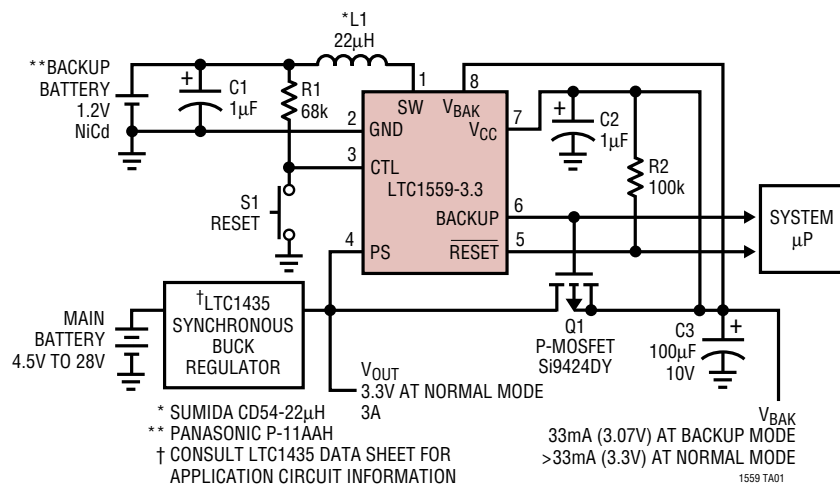 *L1
22µH
**BACKUP
BATTERY
1.2V
NiCd
+
C1
1µF
R1
68k
1
8
SW
VBAK
2
GND
VCC
7
+
C2
1µF
3
CTL
LTC1559-3.3
R2
100k
S1
RESET
BACKUP
6
SYSTEM
µP
4
PS
RESET
5
†LTC1435
SYNCHRONOUS
BUCK
REGULATOR
MAIN
BATTERY
4.5V TO 28V
Q1
P-MOSFET
Si9424DY
C3
100µF
10V
+
VOUT
3.3V AT NORMAL MODE
3A
VBAK
33mA (3.07V) AT BACKUP MODE
>33mA (3.3V) AT NORMAL MODE
* SUMIDA CD54-22µH
** PANASONIC P-11AAH
† CONSULT LTC1435 DATA SHEET FOR
APPLICATION CIRCUIT INFORMATION
1559 TA01